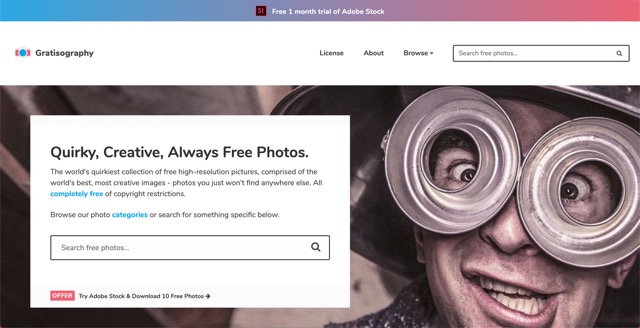 St Free 1 month trial of Adobe Stock
Gratisography License About Browse Search free photos...
Quirky, Creative, Always Free Photos.
The world's quirkiest collection of free high-resolution pictures, comprised of the
world's best, most creative images - photos you just won't find anywhere else. All
completely free of copyright restrictions.
Browse our photo categories or search for something specific below.
Search free photos...
OFFER Try Adobe Stock & Download 10 Free Photos →